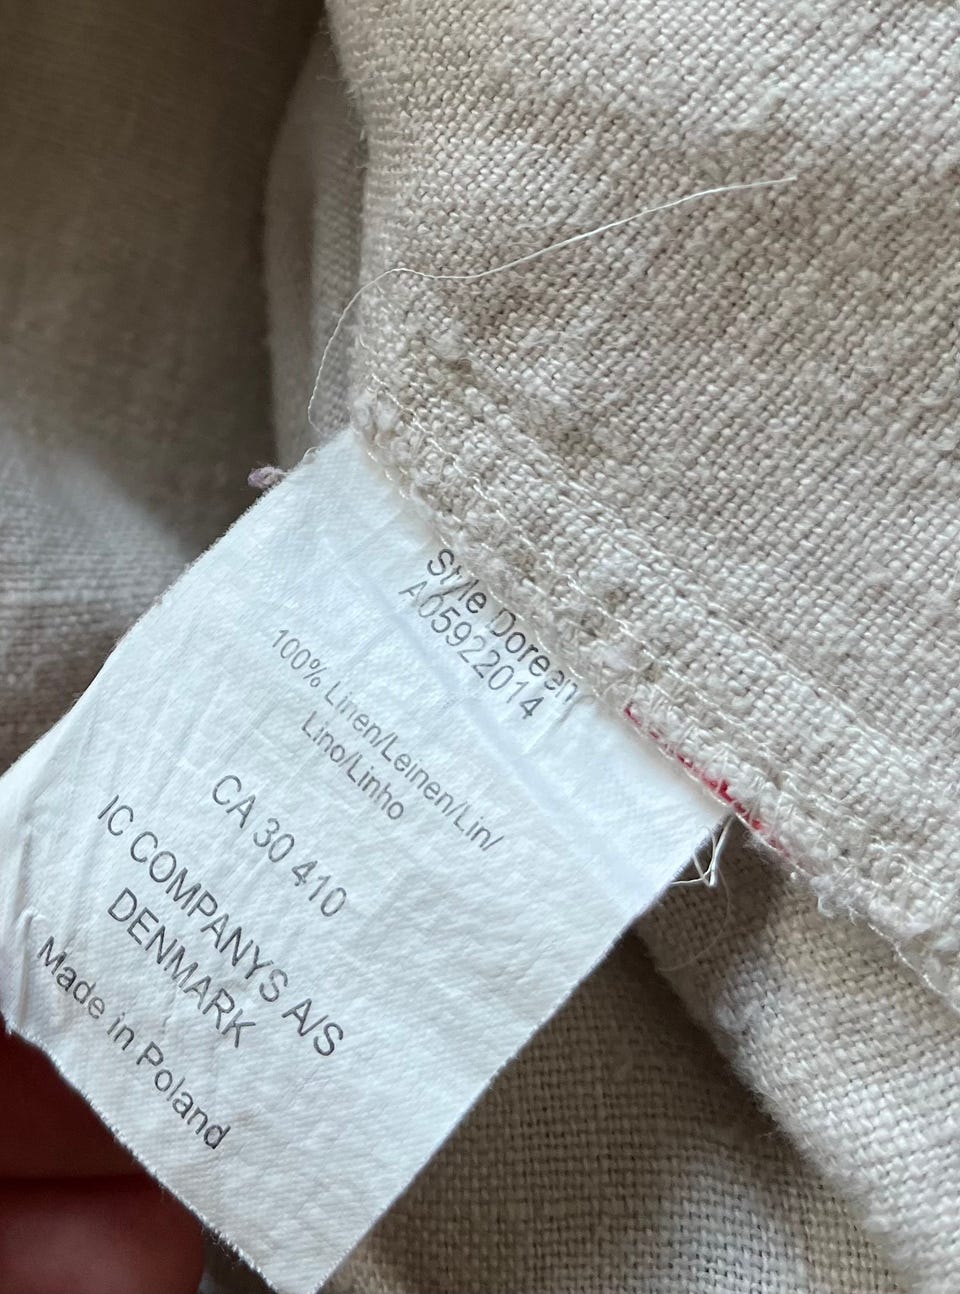 Style Doreen
A05922014
100% Linen/Leinen/Lin/
Lino/Linho
CA 30 410
IC COMPANYS A/S
DENMARK
Made in Poland